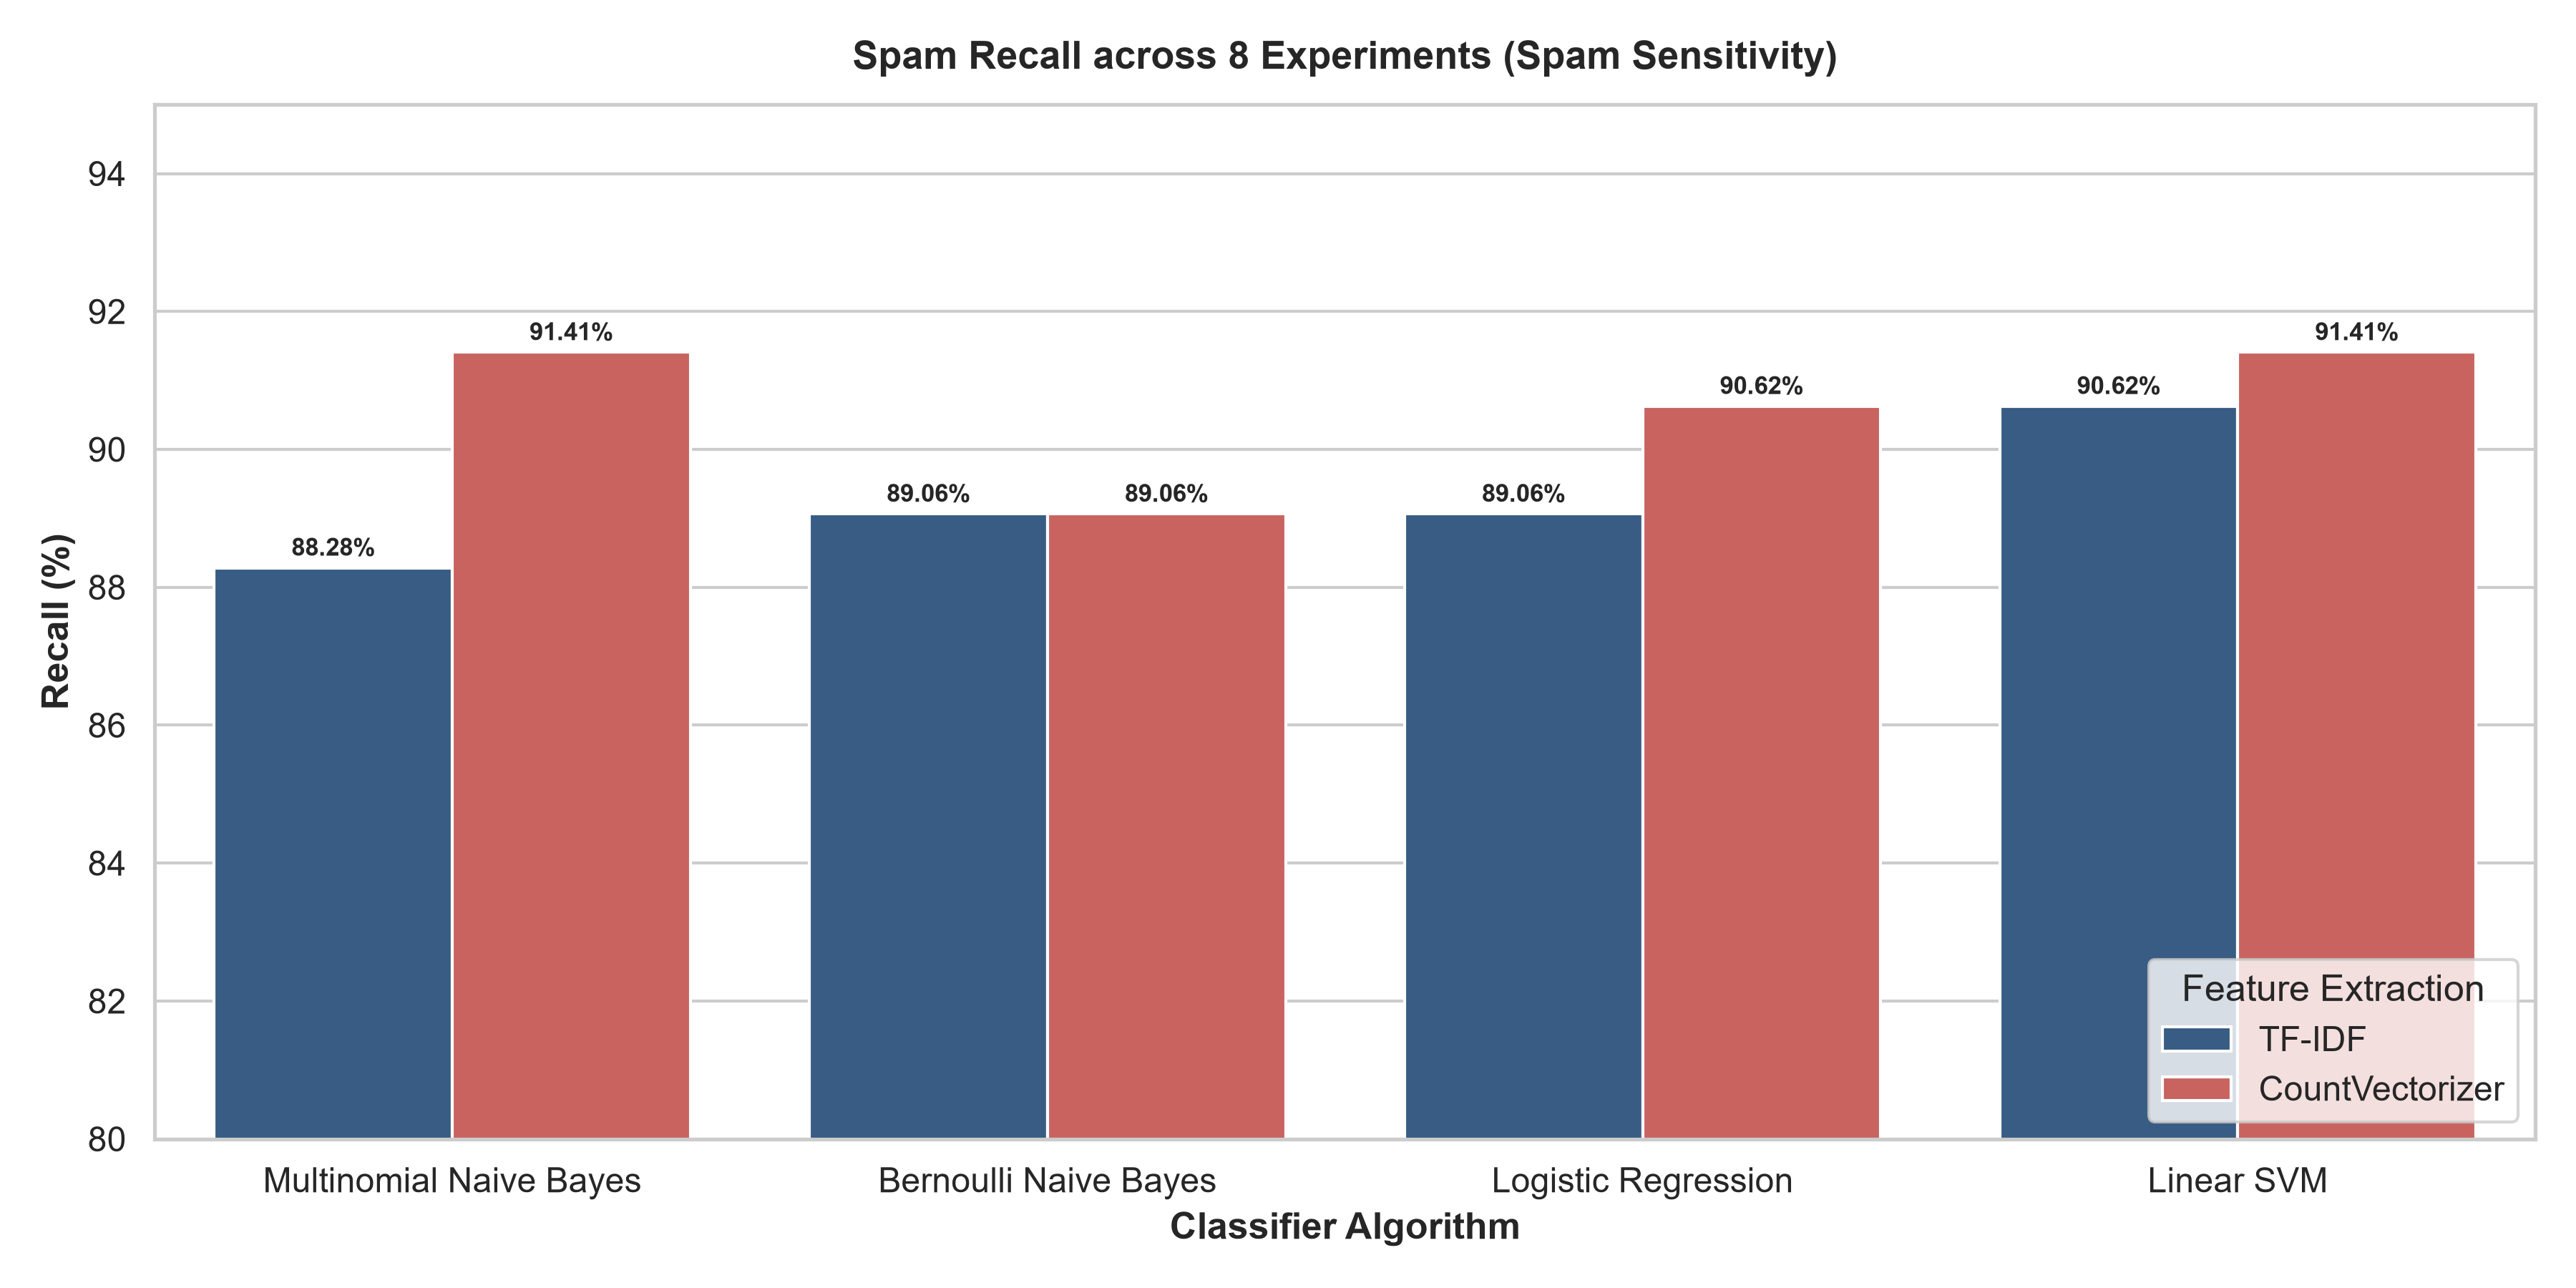 Spam Recall across 8 Experiments (Spam Sensitivity)
Recall (%)
94
92
90
88
86
84
82
80
88.28%
91.41%
89.06%
89.06%
89.06%
90.62%
90.62%
91.41%
Feature Extraction
TF-IDF
CountVectorizer
Multinomial Naive Bayes
Bernoulli Naive Bayes
Logistic Regression
Linear SVM
Classifier Algorithm